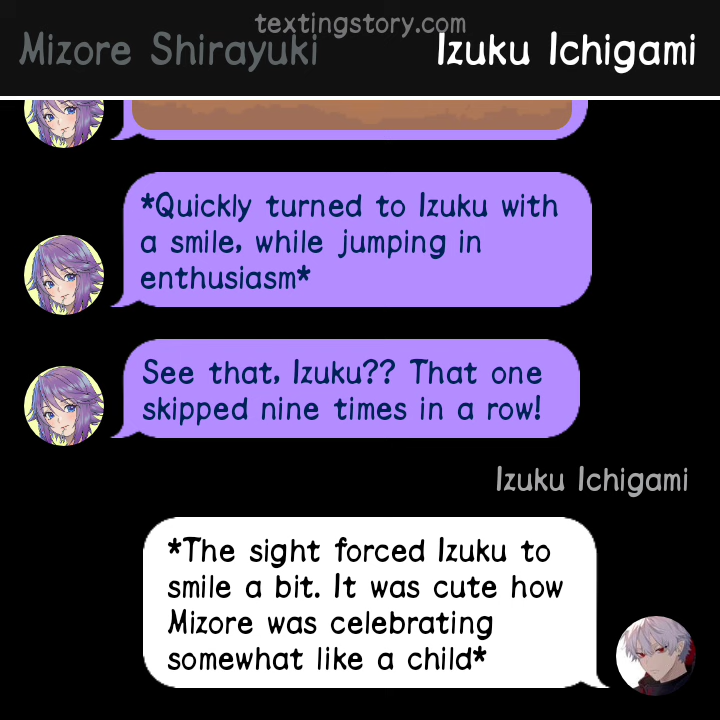 textingstory.com
Mizore Shirayuki
Izuku Ichigami
*Quickly turned to Izuku with
a smile, while jumping in
enthusiasm*
See that, Izuku?? That one
skipped nine times in a row!
Izuku Ichigami
*The sight forced Izuku to
smile a bit. It was cute how
Mizore was celebrating
somewhat like a child*